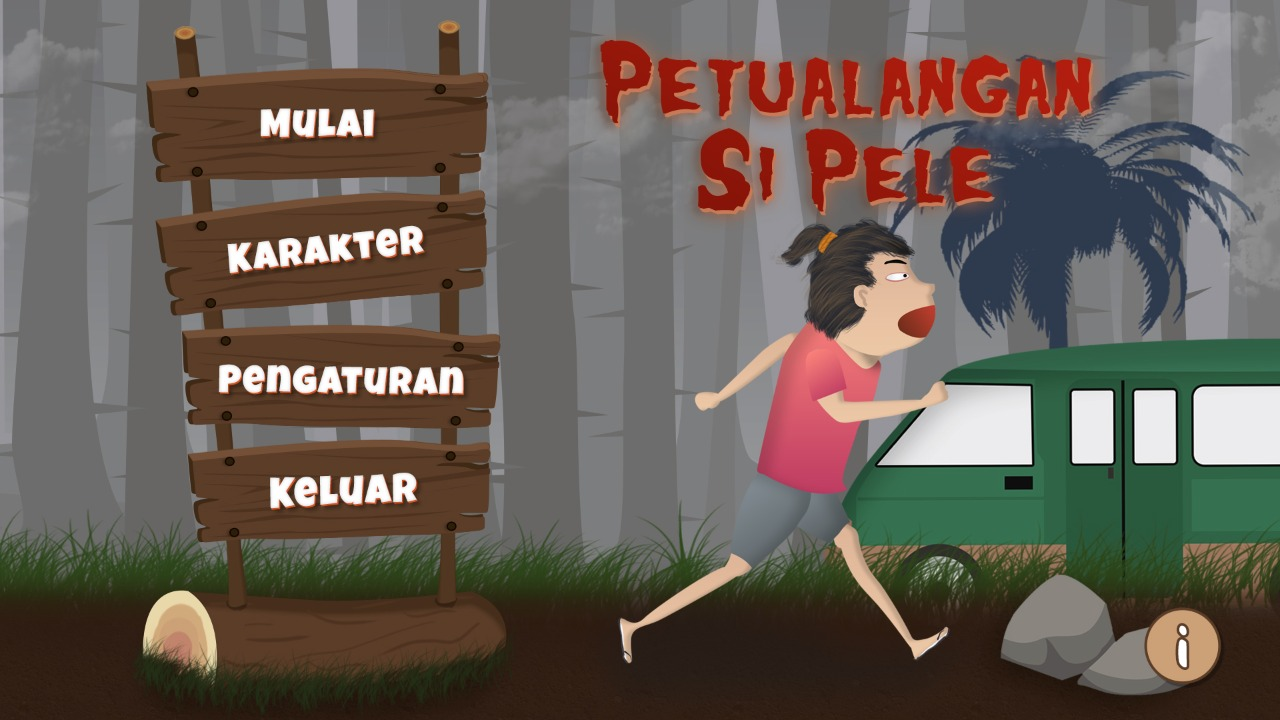 MULAI
KARAKTER
PENGATURAN
KELUAR
PETUALANGAN
SI PELE
i